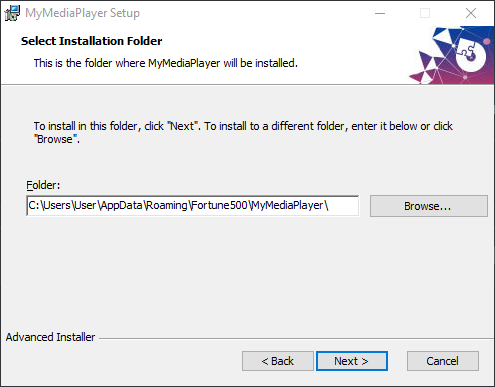 MyMediaPlayer Setup
Select Installation Folder
This is the folder where MyMediaPlayer will be installed.
To install in this folder, click "Next". To install to a different folder, enter it below or click
"Browse".
Folder:
C:\Users\User\AppData\Roaming\Fortune500\MyMediaPlayer\
Browse...
Advanced Installer
< Back
Next >
Cancel